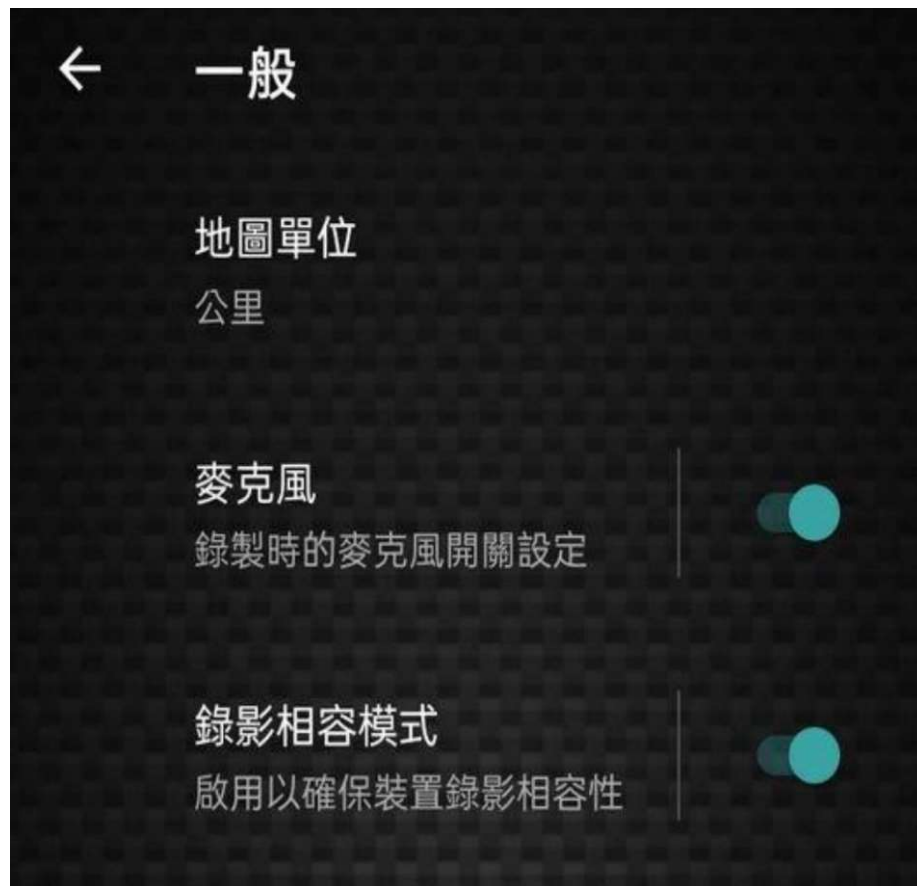 一般
地圖單位
公里
麥克風
錄製時的麥克風開關設定
錄影相容模式
啟用以確保裝置錄影相容性